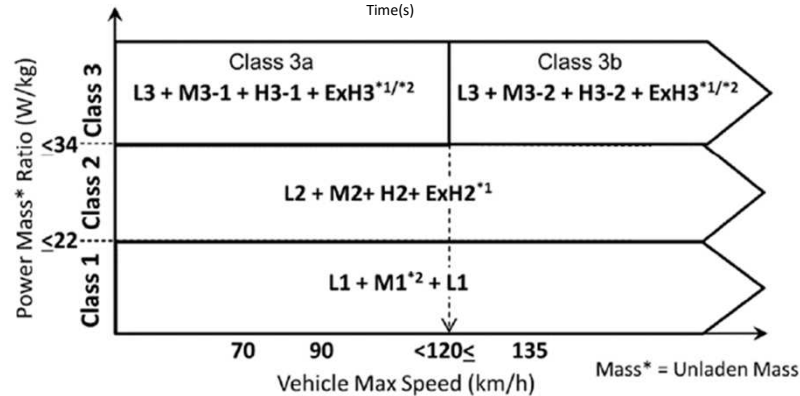 Time(s)
Class 3a
Class 3b
L3 + M3-1 + H3-1 + ExH3*1/*2
L3 + M3-2 + H3-2 + ExH3*1/*2
L2 + M2+ H2+ ExH2*1
L1 + M1*2 + L1
Power Mass* Ratio (W/kg)
Class 3
≤34
Class 2
≤22
Class 1
70
90
<120≤
135
Vehicle Max Speed (km/h)
Mass* = Unladen Mass